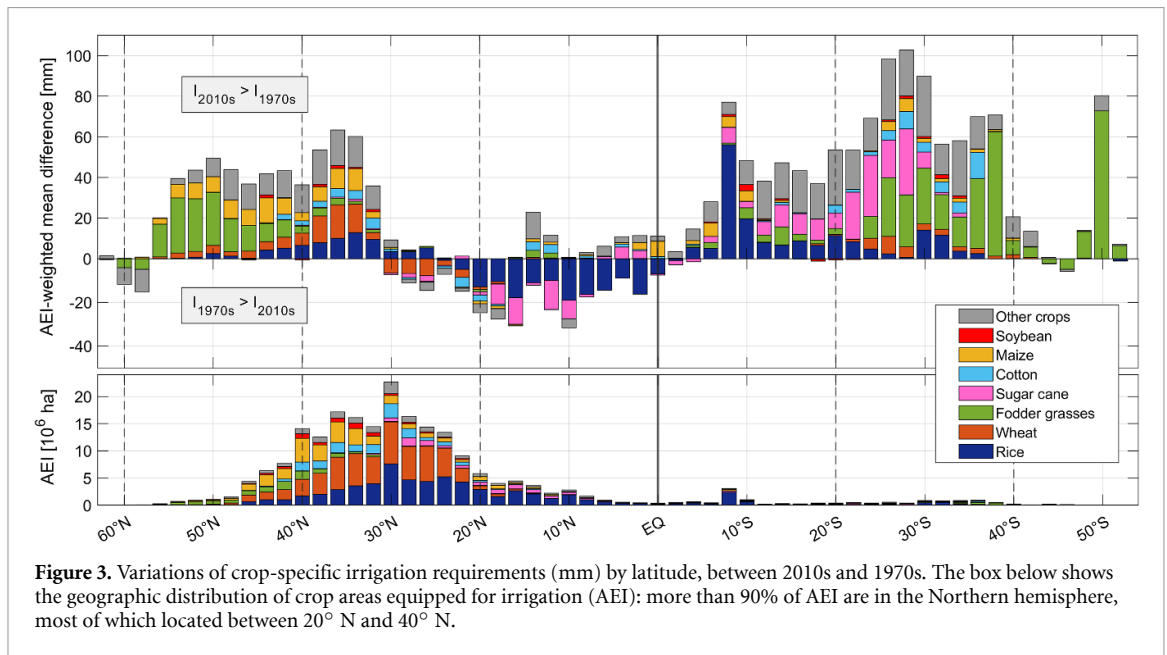 100
80
60
40
20
0
-20
-40
AEI-weighted mean difference [mm]
I2010s > I1970s
I1970s > I2010s
Other crops
Soybean
Maize
Cotton
Sugar cane
Fodder grasses
Wheat
Rice
20
15
10
5
0
AEI [10⁶ ha]
60°N 50°N 40°N 30°N 20°N 10°N EQ 10°S 20°S 30°S 40°S 50°S
Figure 3. Variations of crop-specific irrigation requirements (mm) by latitude, between 2010s and 1970s. The box below shows
the geographic distribution of crop areas equipped for irrigation (AEI): more than 90% of AEI are in the Northern hemisphere,
most of which located between 20° N and 40° N.